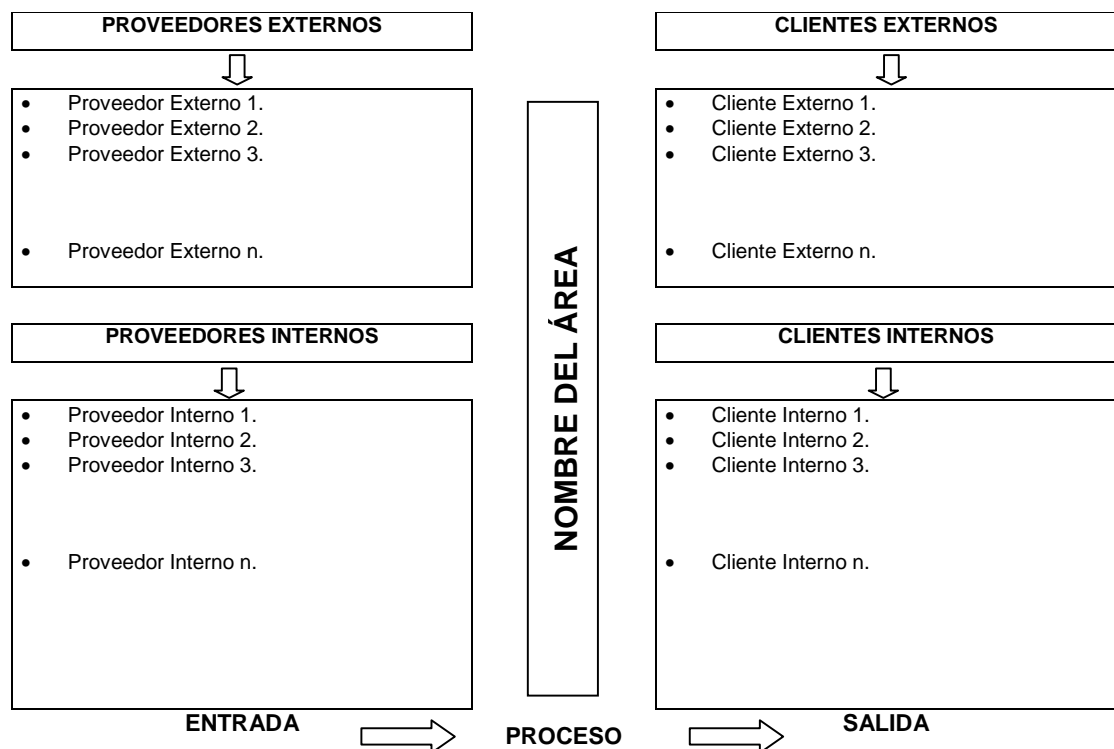 PROVEEDORES EXTERNOS
• Proveedor Externo 1.
• Proveedor Externo 2.
• Proveedor Externo 3.
• Proveedor Externo n.
PROVEEDORES INTERNOS
• Proveedor Interno 1.
• Proveedor Interno 2.
• Proveedor Interno 3.
• Proveedor Interno n.
ENTRADA
NOMBRE DEL ÁREA
PROCESO
CLIENTES EXTERNOS
• Cliente Externo 1.
• Cliente Externo 2.
• Cliente Externo 3.
• Cliente Externo n.
CLIENTES INTERNOS
• Cliente Interno 1.
• Cliente Interno 2.
• Cliente Interno 3.
• Cliente Interno n.
SALIDA